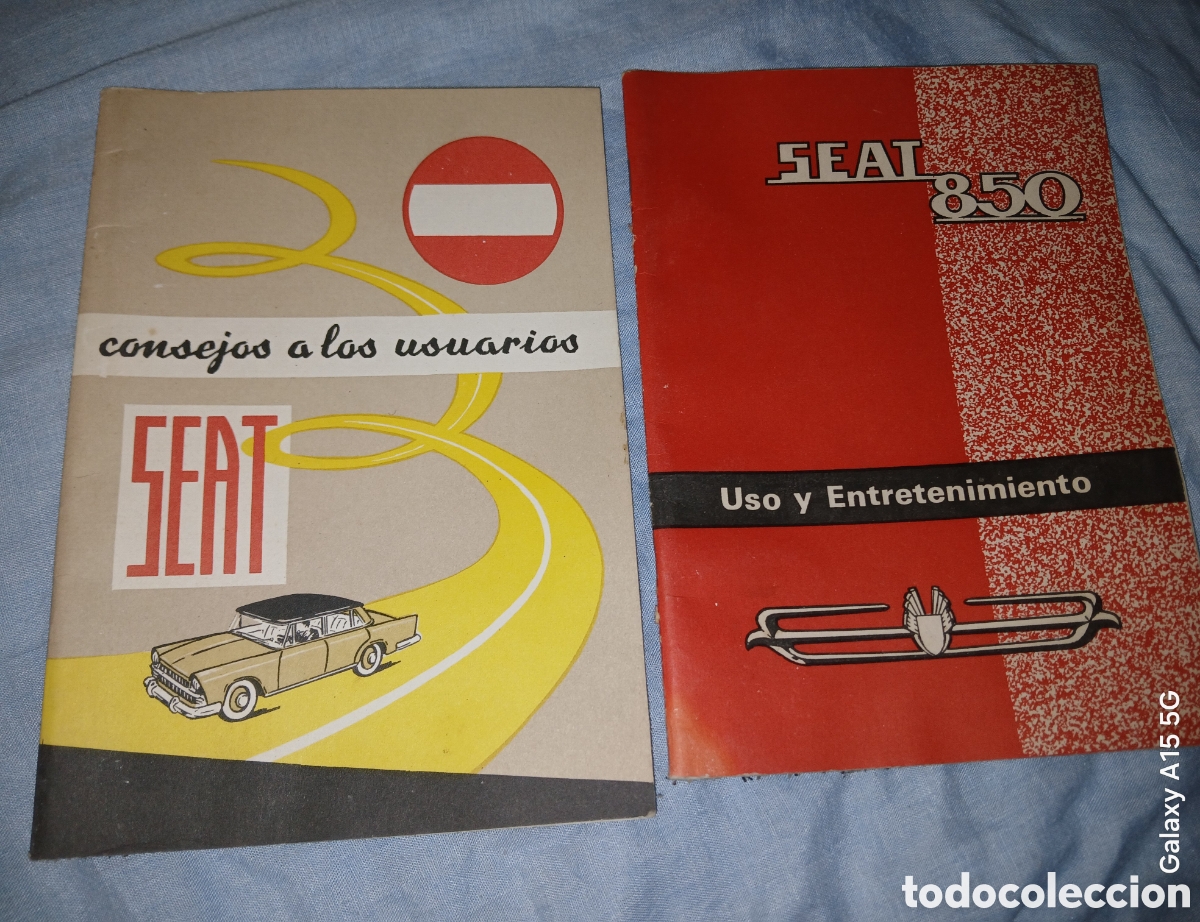 consejos a los usuarios
SEAT
SEAT
850
Uso y Entretenimiento
Galaxy A15 5G
todocoleccion